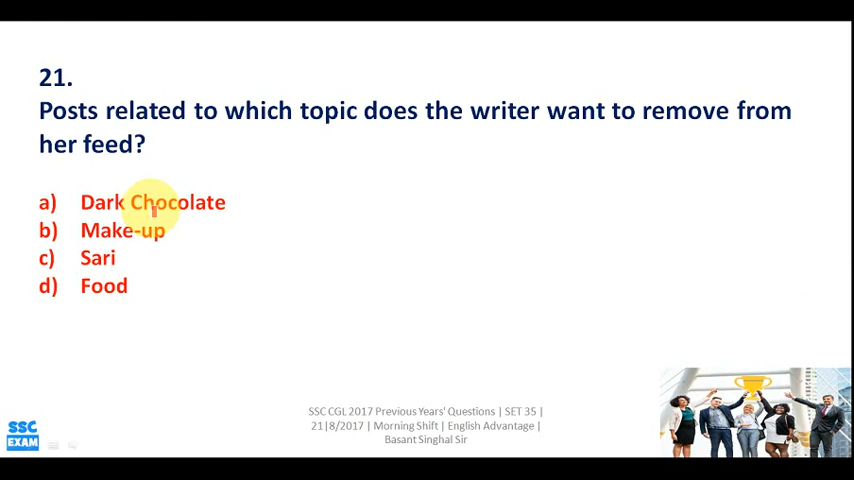 21.
Posts related to which topic does the writer want to remove from
her feed?
a) Dark Chocolate
b) Make-up
c) Sari
d) Food
SSC CGL 2017 Previous Years' Questions | SET 35 |
21|8/2017 | Morning Shift | English Advantage |
Basant Singhal Sir
SSC
EXAM